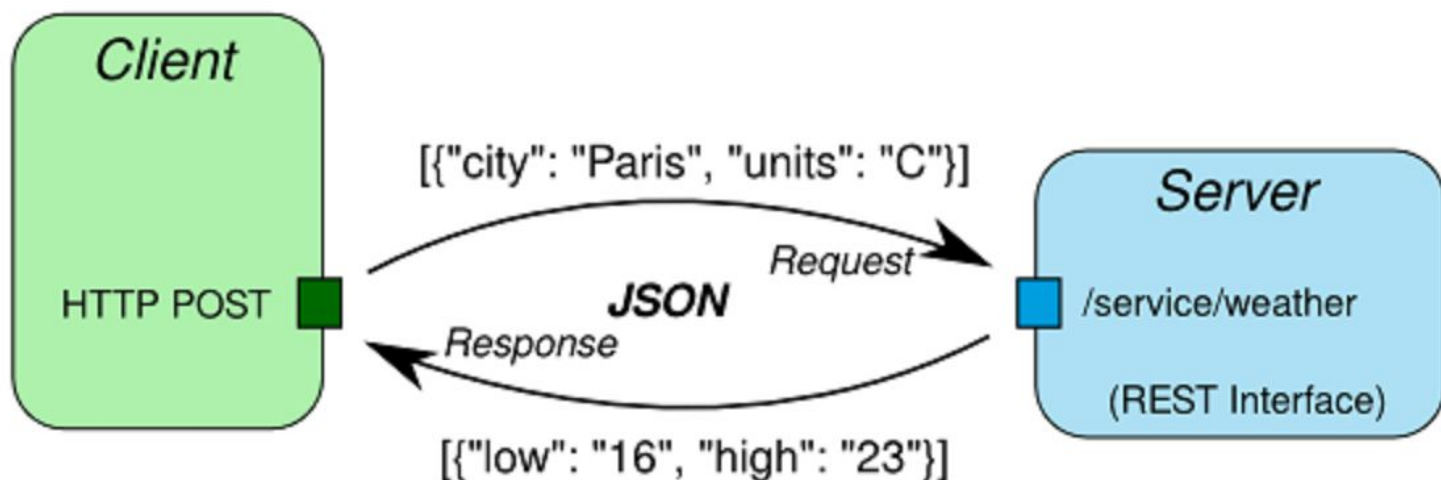 Client
HTTP POST
[{"city": "Paris", "units": "C"}]
Request
JSON
Response
[{"low": "16", "high": "23"}]
Server
/service/weather
(REST Interface)